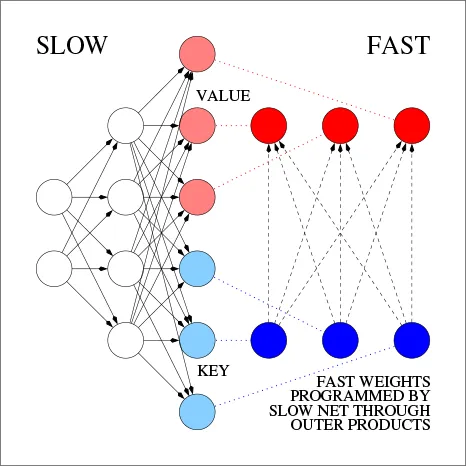 SLOW
FAST
VALUE
KEY
FAST WEIGHTS
PROGRAMMED BY
SLOW NET THROUGH
OUTER PRODUCTS